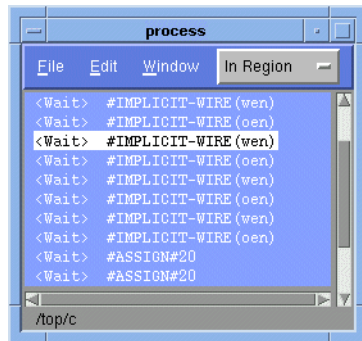 process
File Edit Window In Region
<Wait> #IMPLICIT-WIRE(wen)
<Wait> #IMPLICIT-WIRE(oen)
<Wait> #IMPLICIT-WIRE(wen)
<Wait> #IMPLICIT-WIRE(oen)
<Wait> #IMPLICIT-WIRE(wen)
<Wait> #IMPLICIT-WIRE(oen)
<Wait> #IMPLICIT-WIRE(wen)
<Wait> #IMPLICIT-WIRE(oen)
<Wait> #ASSIGN#20
<Wait> #ASSIGN#20
/top/c